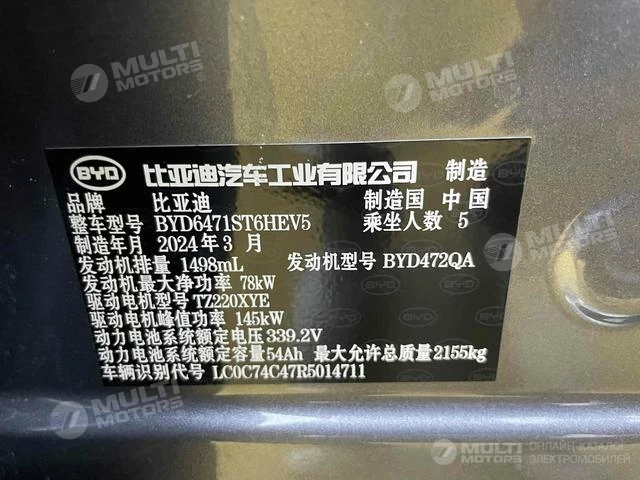 MULTI MOTORS®
MULTI MOTORS®
BYD 比亚迪汽车工业有限公司 制造
品牌 比亚迪 制造国 中国
整车型号 BYD6471ST6HEV5 乘坐人数 5
制造年月 2024年3月
发动机排量 1498mL 发动机型号 BYD472QA
发动机最大净功率 78kW
驱动电机型号 TZ220XYE
驱动电机峰值功率 145kW
动力电池系统额定电压339.2V
动力电池系统额定容量54Ah 最大允许总质量2155kg
车辆识别代号 LC0C74C47R5014711
MULTI MOTORS®
MULTI MOTORS
ОНЛАЙН-КАТАЛОГ
ЭЛЕКТРОМОБИЛЕЙ